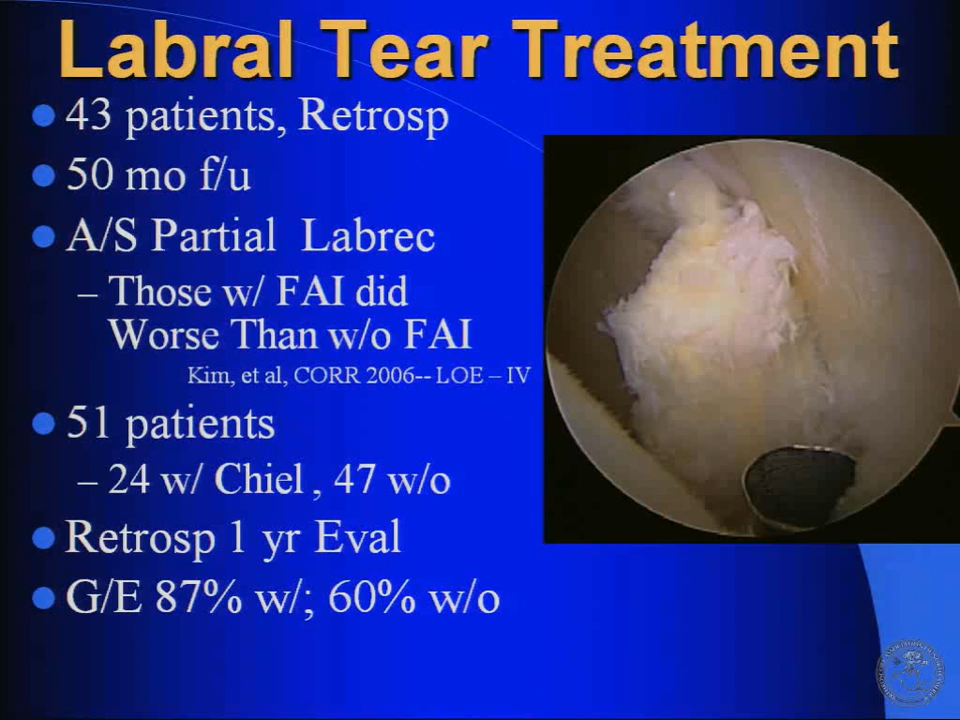 Labral Tear Treatment
43 patients, Retrosp
50 mo f/u
A/S Partial Labrec
– Those w/ FAI did
Worse Than w/o FAI
Kim, et al, CORR 2006-- LOE – IV
51 patients
– 24 w/ Chiel , 47 w/o
Retrosp 1 yr Eval
G/E 87% w/; 60% w/o